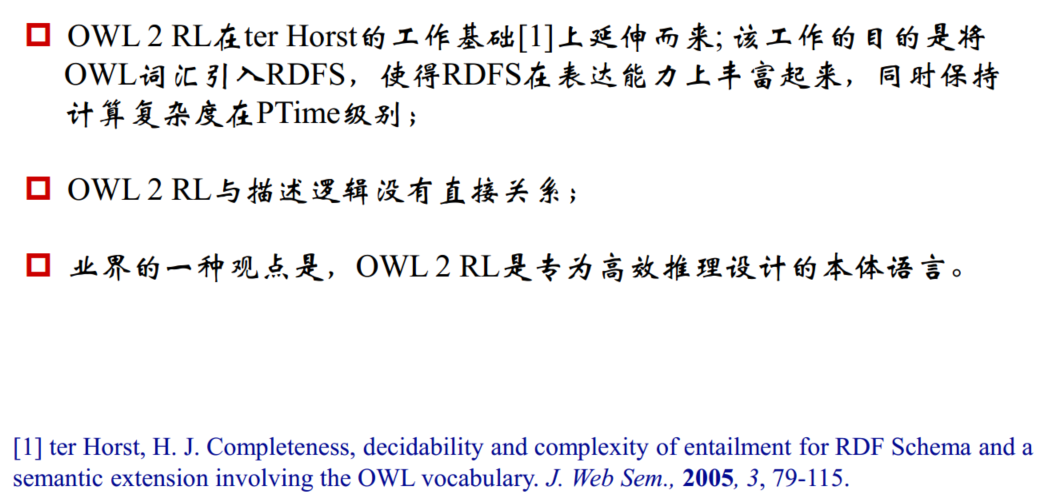 OWL 2 RL在ter Horst的工作基础[1]上延伸而来; 该工作的目的是将
OWL词汇引入RDFS，使得RDFS在表达能力上丰富起来，同时保持
计算复杂度在PTime级别；
OWL 2 RL与描述逻辑没有直接关系；
业界的一种观点是，OWL 2 RL是专为高效推理设计的本体语言。
[1] ter Horst, H. J. Completeness, decidability and complexity of entailment for RDF Schema and a
semantic extension involving the OWL vocabulary. J. Web Sem., 2005, 3, 79-115.